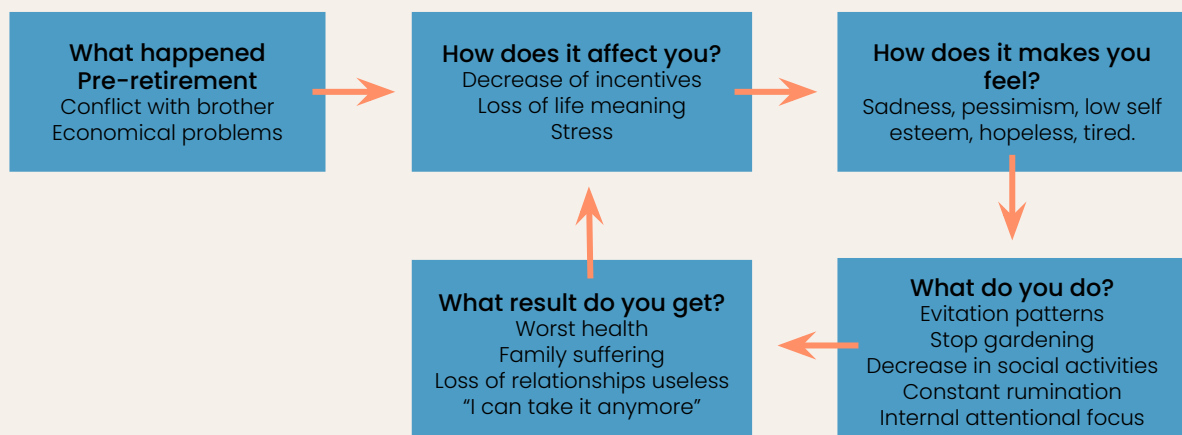 What happened
Pre-retirement
Conflict with brother
Economical problems
How does it affect you?
Decrease of incentives
Loss of life meaning
Stress
How does it makes you
feel?
Sadness, pessimism, low self
esteem, hopeless, tired.
What do you do?
Evitation patterns
Stop gardening
Decrease in social activities
Constant rumination
Internal attentional focus
What result do you get?
Worst health
Family suffering
Loss of relationships useless
“I can take it anymore”